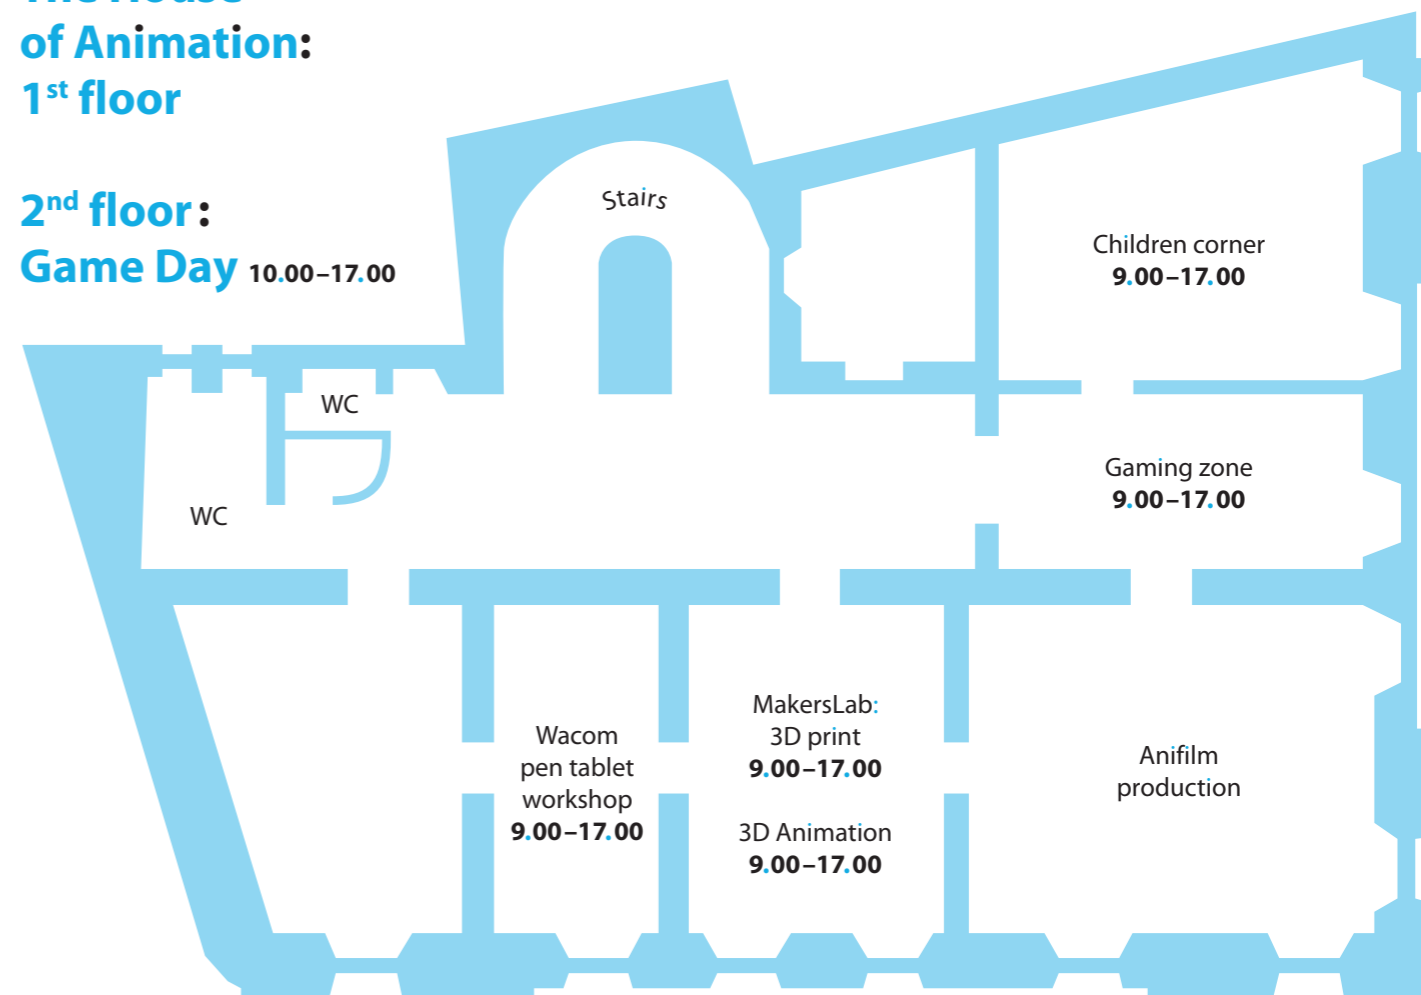 The House
of Animation:
1st floor
2nd floor:
Game Day 10.00–17.00
Stairs
Children corner
9.00–17.00
WC
Gaming zone
9.00–17.00
WC
Wacom
pen tablet
workshop
9.00–17.00
MakersLab:
3D print
9.00–17.00
3D Animation
9.00–17.00
Anifilm
production